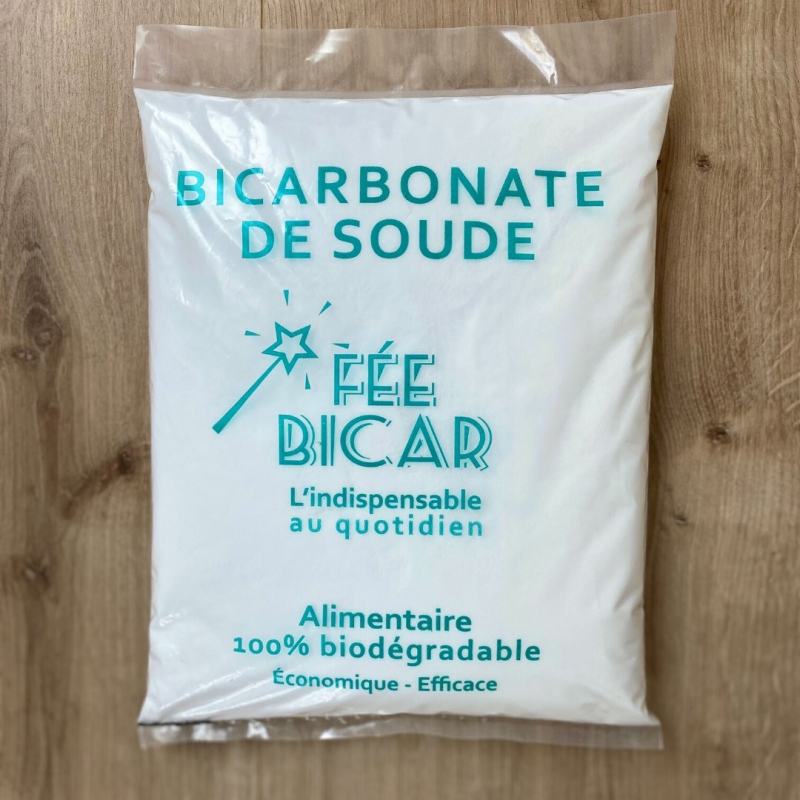 BICARBONATE
DE SOUDE
FÉE
BICAR
L'indispensable
au quotidien
Alimentaire
100% biodégradable
Économique - Efficace